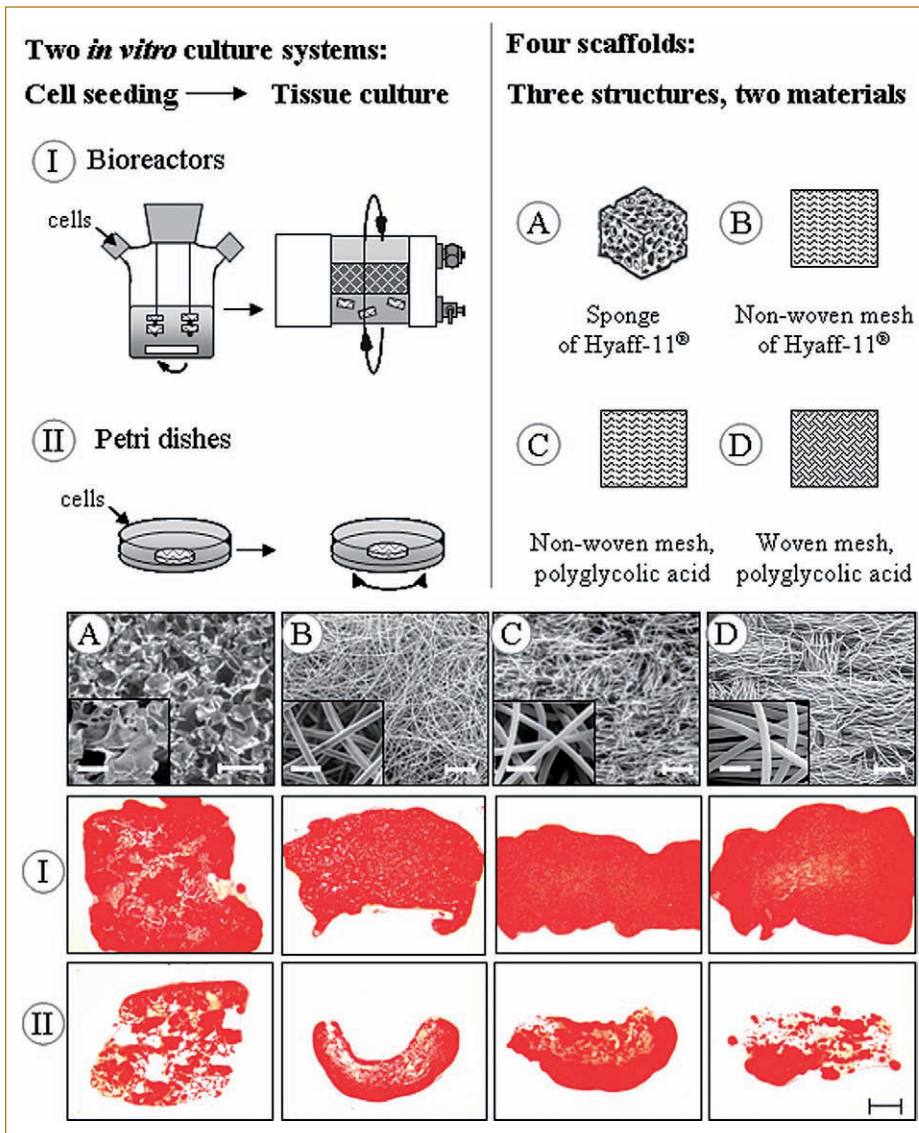 Two in vitro culture systems:
Cell seeding → Tissue culture
I Bioreactors
cells
II Petri dishes
cells
Four scaffolds:
Three structures, two materials
A
Sponge
of Hyaff-11®
B
Non-woven mesh
of Hyaff-11®
C
Non-woven mesh,
polyglycolic acid
D
Woven mesh,
polyglycolic acid
A B C D
I
II